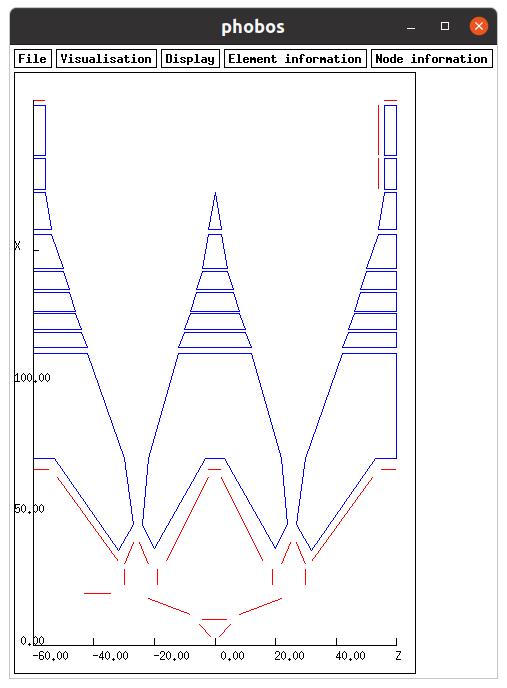 phobos
File Visualisation Display Element information Node information
X
100.00
50.00
0.00
-60.00 -40.00 -20.00 0.00 20.00 40.00 Z